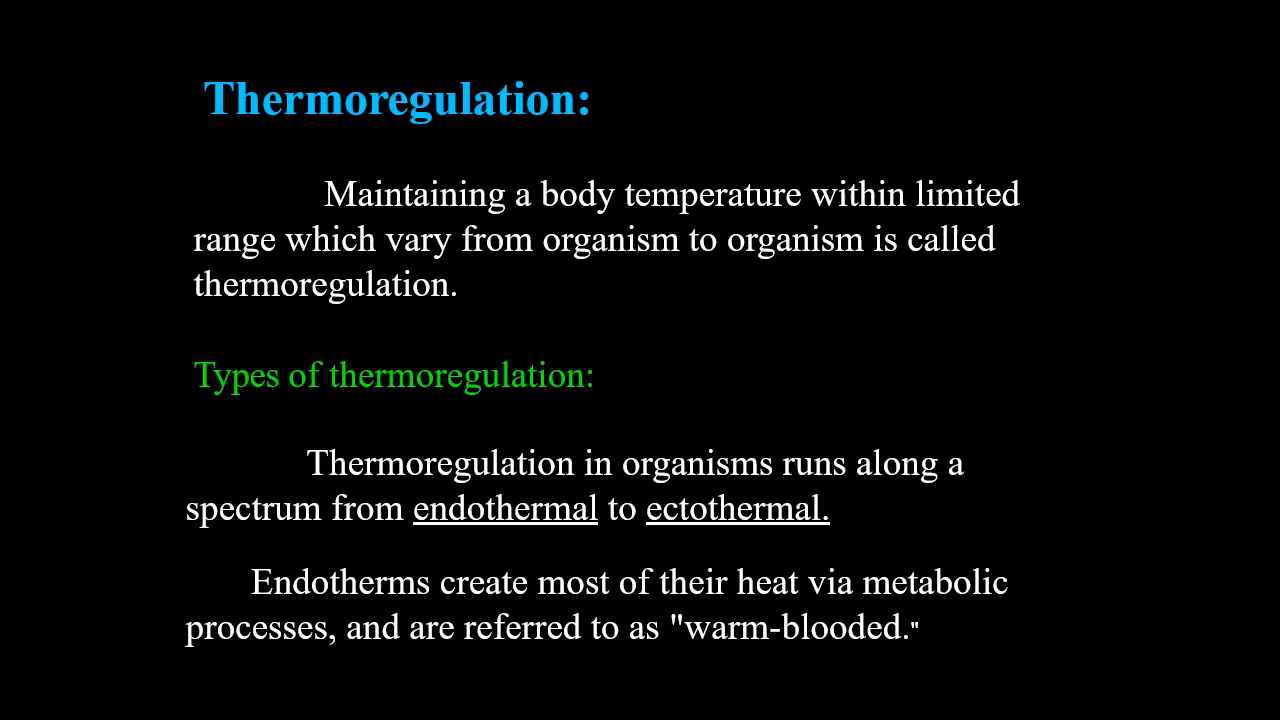 Thermoregulation:
Maintaining a body temperature within limited
range which vary from organism to organism is called
thermoregulation.
Types of thermoregulation:
Thermoregulation in organisms runs along a
spectrum from endothermal to ectothermal.
Endotherms create most of their heat via metabolic
processes, and are referred to as "warm-blooded."